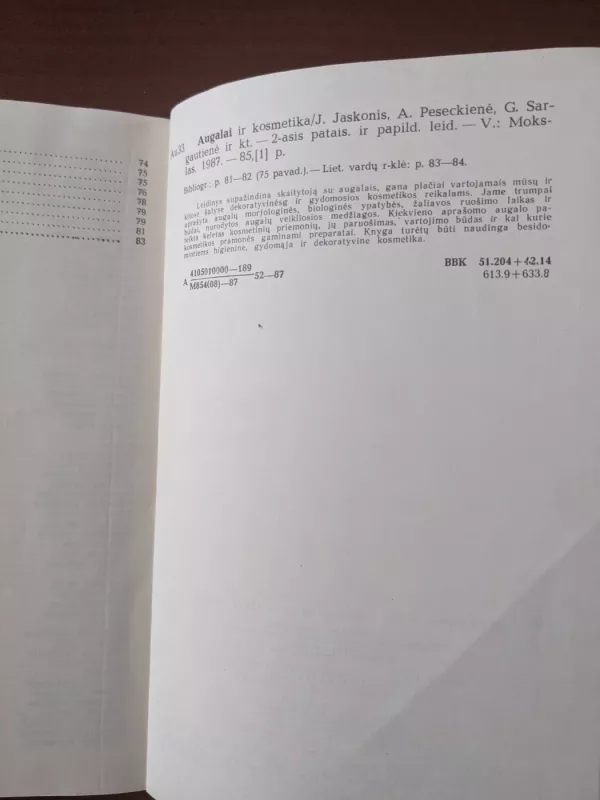 74
75
75
76
78
79
79
81
83
Au33 Augalai ir kosmetika/J. Jaskonis, A. Peseckienė, G. Sar-
gautienė ir kt. — 2-asis patais. ir papild. leid. — V.: Moks-
las. 1987. — 85,[1] p.
Bibliogr.: p. 81—82 (75 pavad.). — Liet. vardų r-klė: p. 83—84.
Leidinys supažindina skaitytoją su augalais, gana plačiai vartojamais mūsų ir
kitose šalyse dekoratyvinėsę ir gydomosios kosmetikos reikalams. Jame trumpai
aprašyta augalų morfologinės, biologinės ypatybės, žaliavos ruošimo laikas ir
būdai, nurodytos augalų veikliosios medžiagos. Kiekvieno aprašomo augalo pa-
teikta keletas kosmetinių priemonių, jų paruošimas, vartojimo būdas ir kai kurie
kosmetikos pramonės gaminami preparatai. Knyga turėtų būti naudinga besido-
mintiems higienine, gydomąja ir dekoratyvine kosmetika.
A 4105010000—189
M854(08)—87 52—87
BBK 51.204+42.14
613.9+633.8